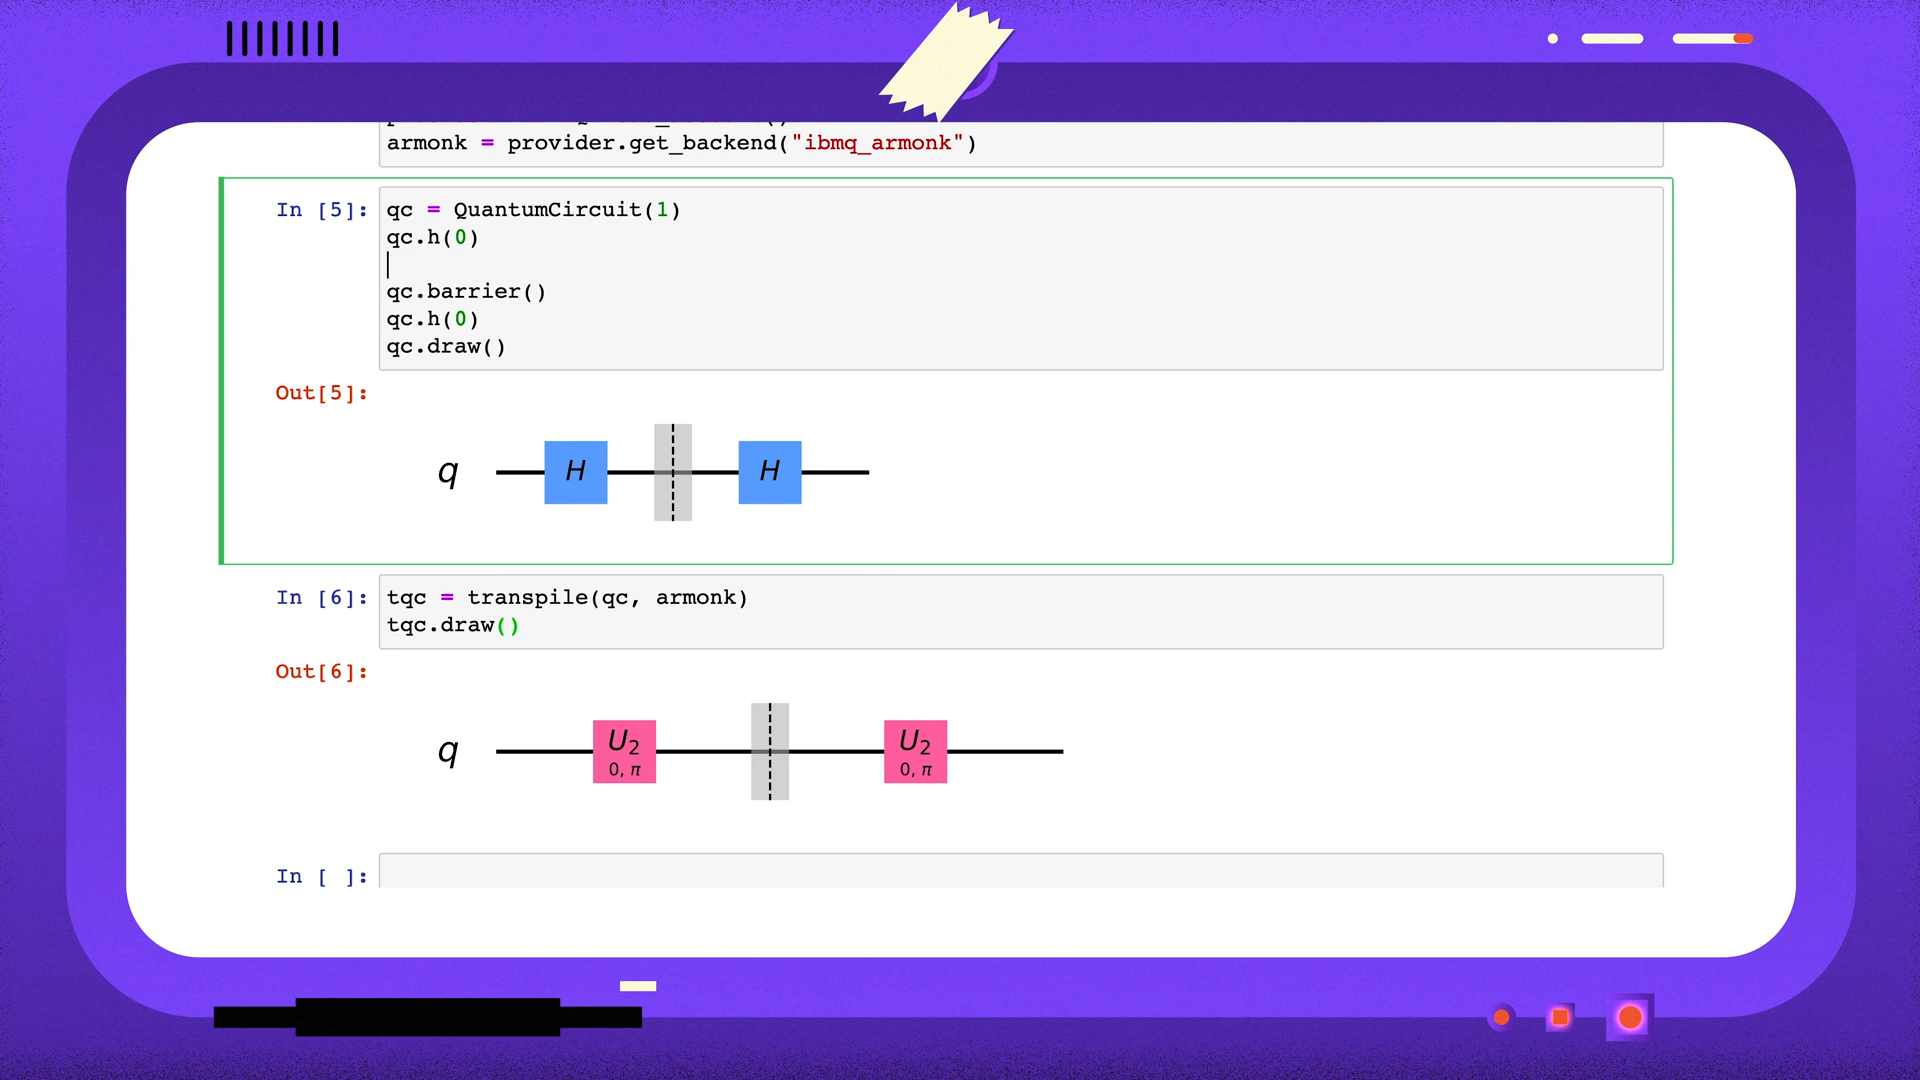 armonk = provider.get_backend("ibmq_armonk")
In [5]:
qc = QuantumCircuit(1)
qc.h(0)
qc.barrier()
qc.h(0)
qc.draw()
Out[5]:
q H H
In [6]:
tqc = transpile(qc, armonk)
tqc.draw()
Out[6]:
q U₂ U₂
0, π 0, π
In [ ]: